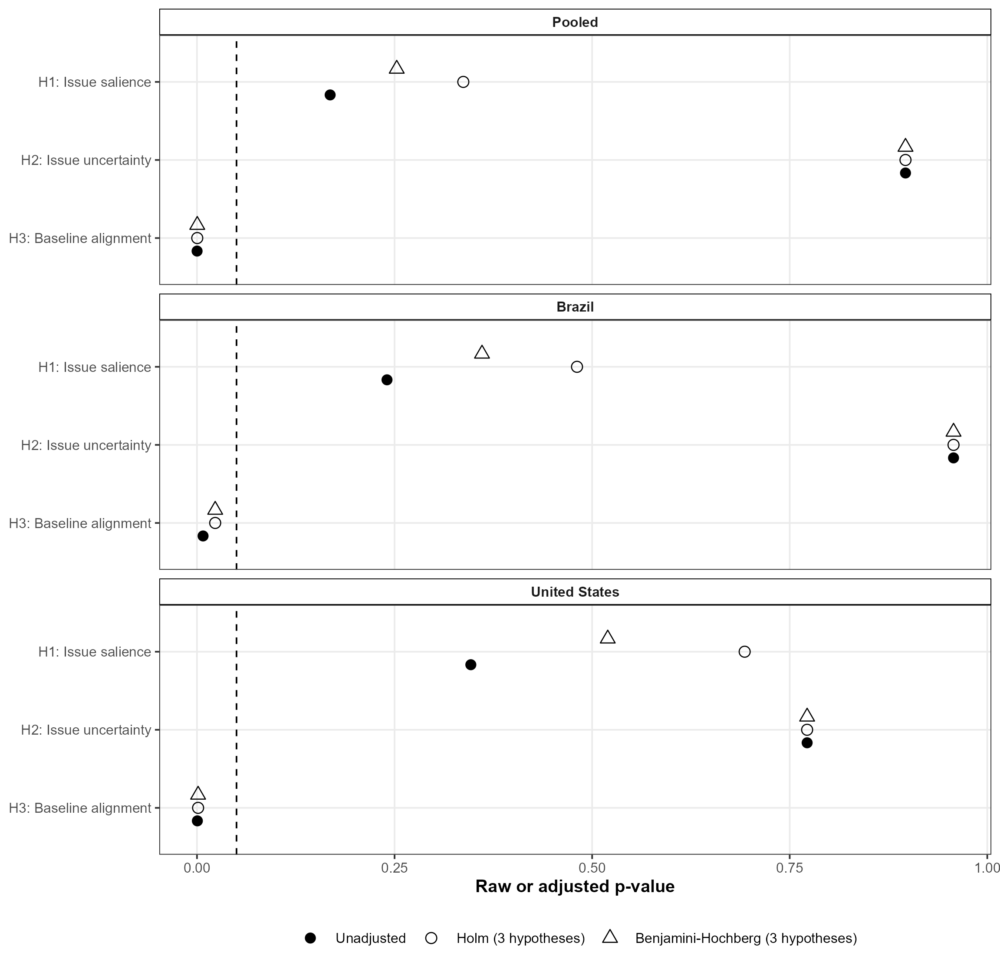 Pooled
H1: Issue salience
H2: Issue uncertainty
H3: Baseline alignment
Brazil
H1: Issue salience
H2: Issue uncertainty
H3: Baseline alignment
United States
H1: Issue salience
H2: Issue uncertainty
H3: Baseline alignment
0.00 0.25 0.50 0.75 1.00
Raw or adjusted p-value
Unadjusted Holm (3 hypotheses) Benjamini-Hochberg (3 hypotheses)